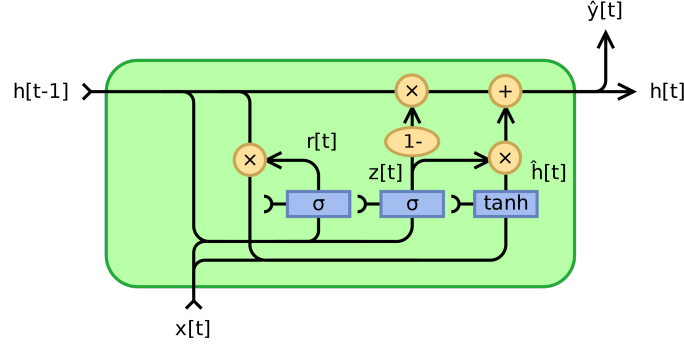 ŷ[t]
h[t-1]
×
+
h[t]
1-
r[t]
×
z[t]
×
ĥ[t]
σ
σ
tanh
x[t]